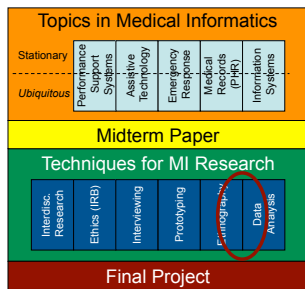 Topics in Medical Informatics
Stationary
Ubiquitous
Performance
Support
Systems
Assistive
Technology
Emergency
Response
Medical
Records
(PHR)
Information
Systems
Midterm Paper
Techniques for MI Research
Interdisc.
Research
Ethics (IRB)
Interviewing
Prototyping
Ethnography
Data
Analysis
Final Project